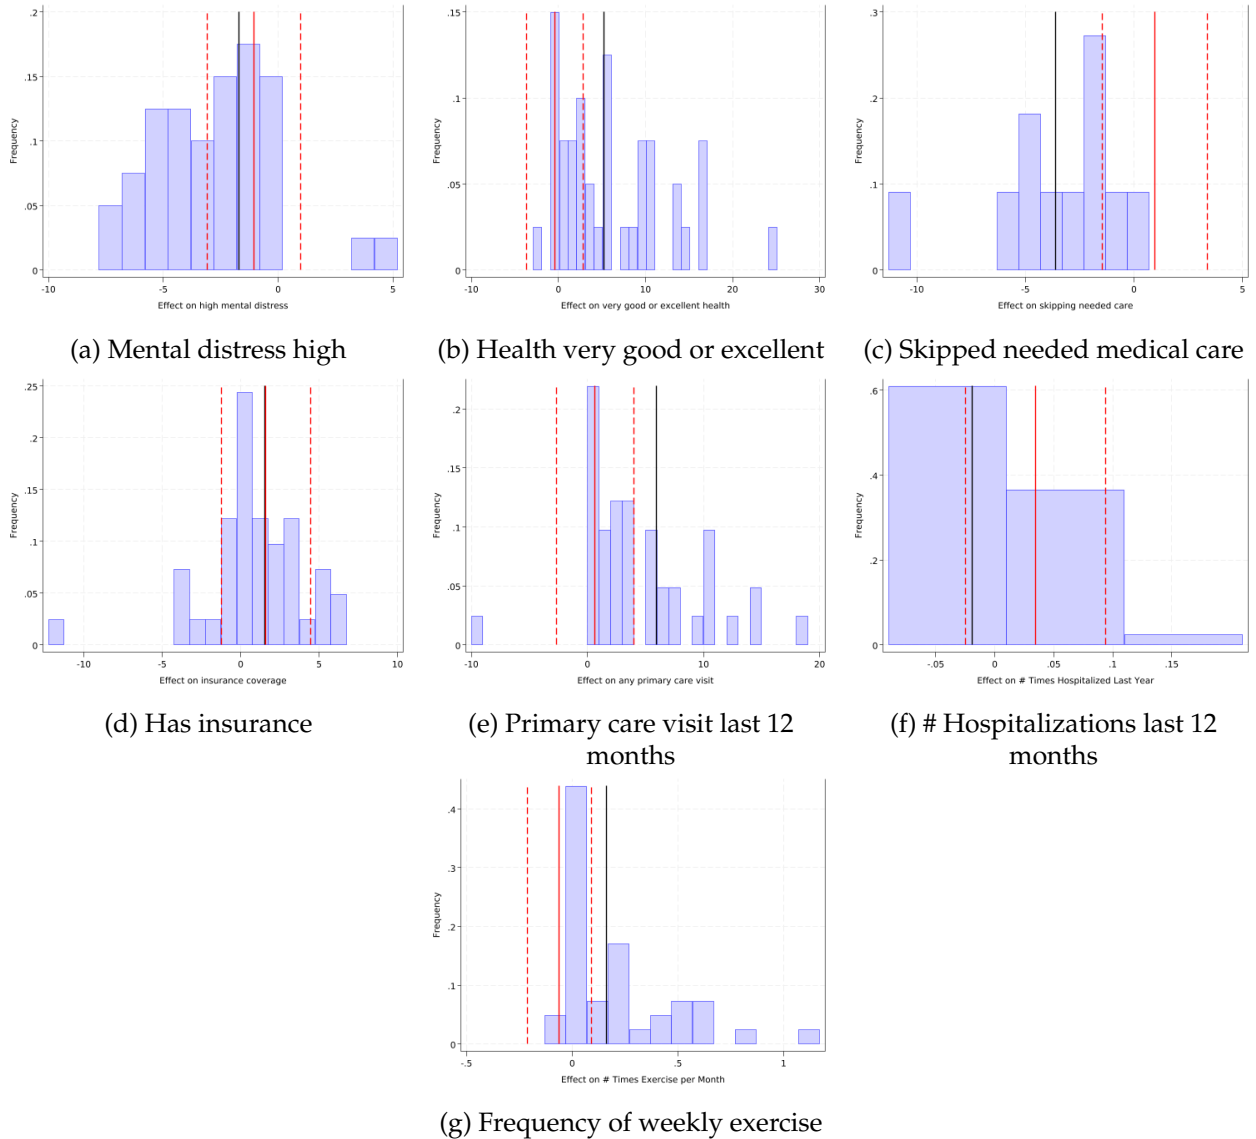 .2
.15
.1
.05
0
Frequency
-10 -5 0 5
Effect on high mental distress
(a) Mental distress high
.15
.1
.05
0
Frequency
-10 0 10 20 30
Effect on very good or excellent health
(b) Health very good or excellent
.3
.2
.1
0
Frequency
-10 -5 0 5
Effect on skipping needed care
(c) Skipped needed medical care
.25
.2
.15
.1
.05
0
Frequency
-10 -5 0 5 10
Effect on insurance coverage
(d) Has insurance
.2
.15
.1
.05
0
Frequency
-10 0 10 20
Effect on any primary care visit
(e) Primary care visit last 12
months
.6
.4
.2
0
Frequency
-.05 0 .05 .1 .15
Effect on # Times Hospitalized Last Year
(f) # Hospitalizations last 12
months
.4
.3
.2
.1
0
Frequency
-.5 0 .5 1
Effect on # Times Exercise per Month
(g) Frequency of weekly exercise